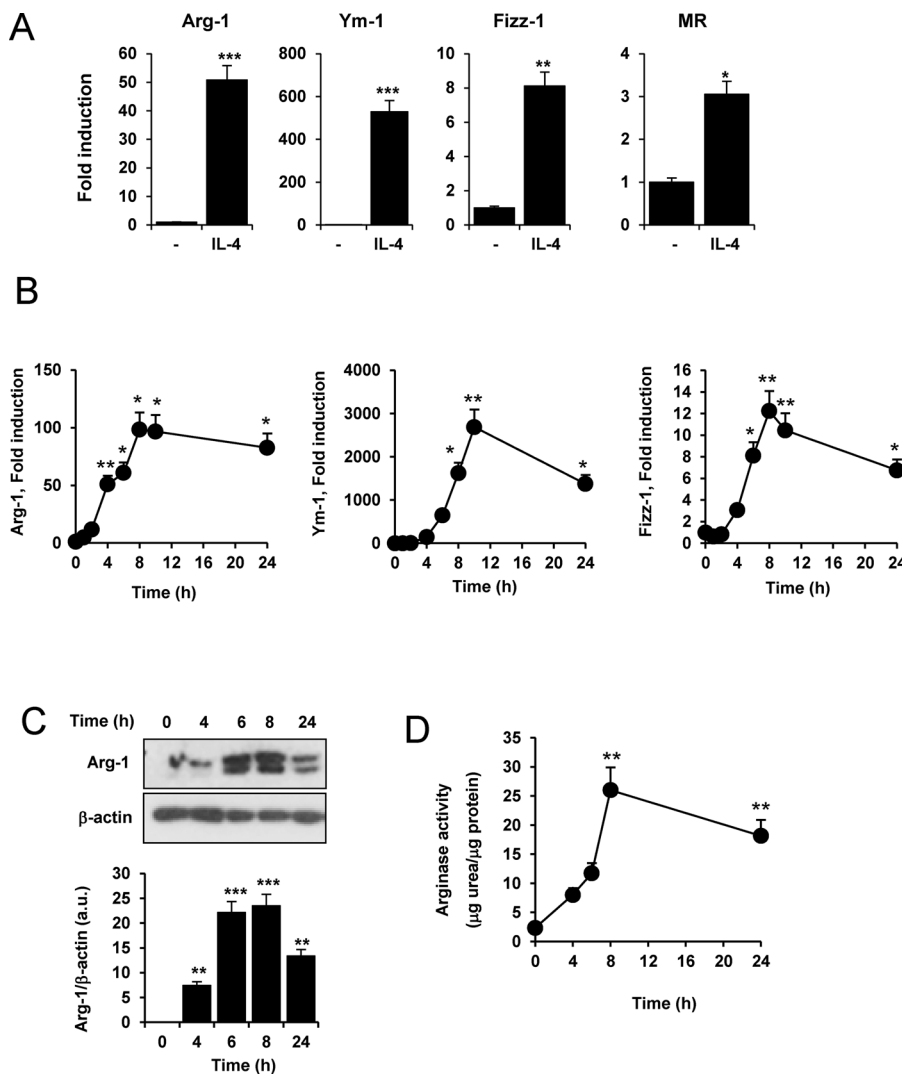 A
Arg-1 Ym-1 Fizz-1 MR
Fold induction
60
50
40
30
20
10
0
***
- IL-4
800
600
400
200
0
***
- IL-4
10
8
6
4
2
0
**
- IL-4
4
3
2
1
0
*
- IL-4
B
Arg-1, Fold induction
150
100
50
0
** * * * *
0 4 8 12 16 20 24
Time (h)
Ym-1, Fold induction
4000
3000
2000
1000
0
* ** *
0 4 8 12 16 20 24
Time (h)
Fizz-1, Fold induction
16
14
12
10
8
6
4
2
0
* ** ** *
0 4 8 12 16 20 24
Time (h)
C
Time (h) 0 4 6 8 24
Arg-1
β-actin
Arg-1/β-actin (a.u.)
30
25
20
15
10
5
0
** *** *** **
0 4 6 8 24
Time (h)
D
Arginase activity
(µg urea/µg protein)
35
30
25
20
15
10
5
0
** **
0 4 8 12 16 20 24
Time (h)